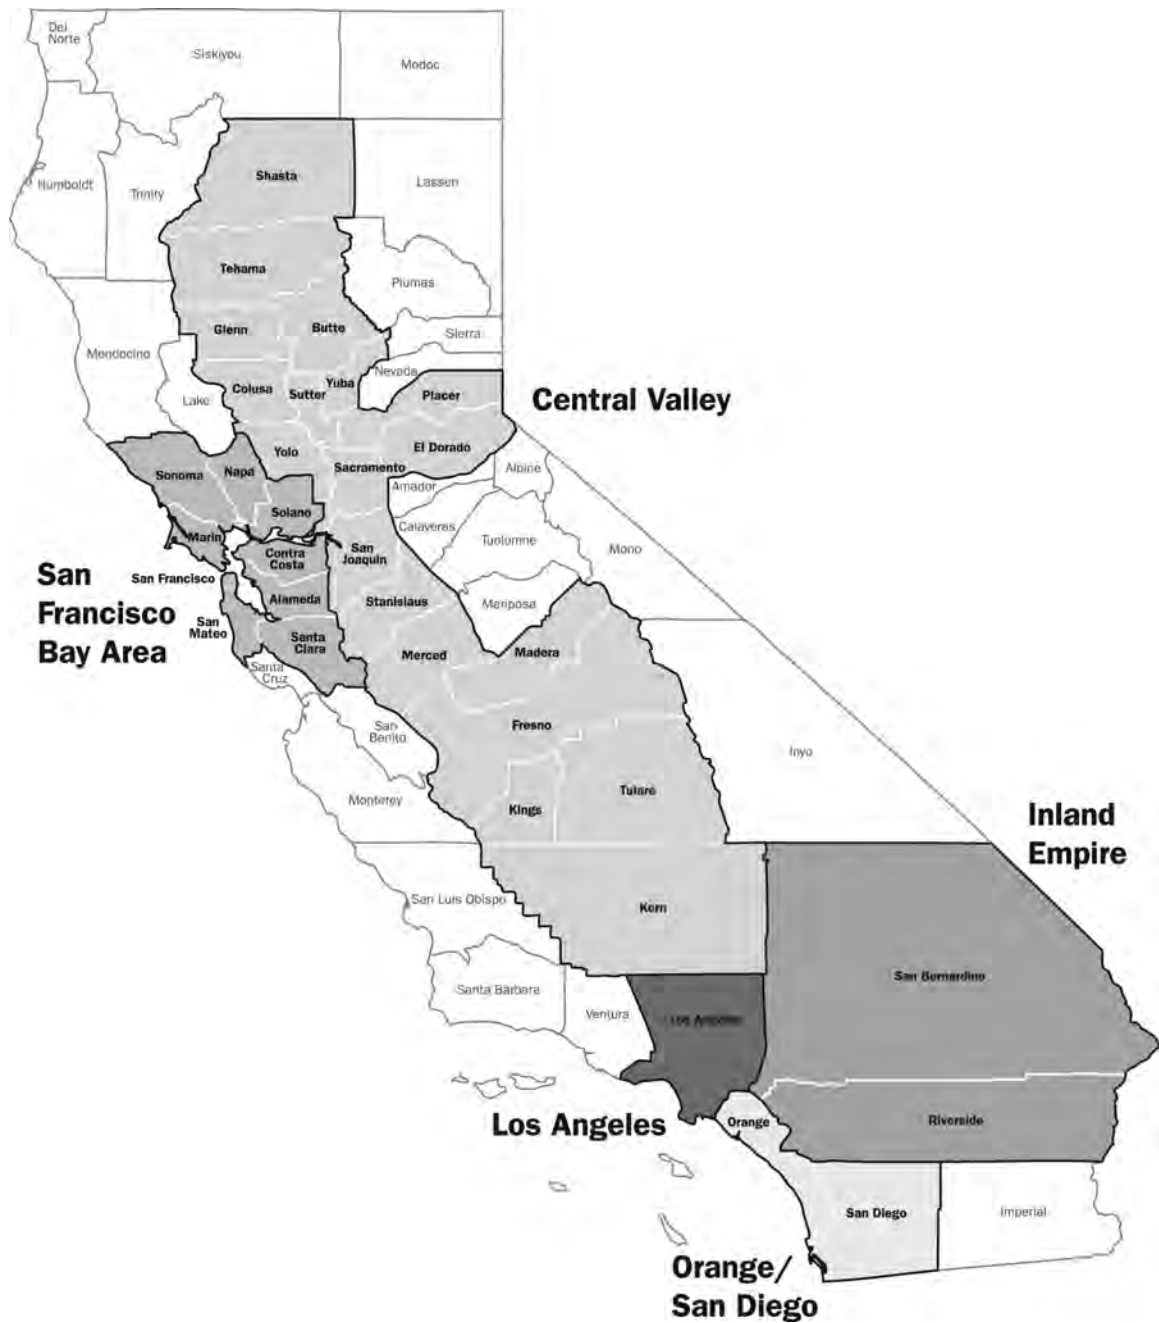 Del
Norte
Siskiyou
Modoc
Humboldt
Trinity
Shasta
Lassen
Tehama
Plumas
Mendocino
Glenn
Butte
Sierra
Lake
Colusa
Sutter
Yuba
Nevada
Placer
Central Valley
Sonoma
Napa
Yolo
El Dorado
Sacramento
Alpine
Amador
Solano
Marin
Calaveras
Tuolumne
Mono
Contra
Costa
San
Joaquin
San
Francisco
Bay Area
San Francisco
Alameda
Stanislaus
Mariposa
San
Mateo
Santa
Clara
Merced
Madera
Santa
Cruz
San
Benito
Fresno
Inyo
Monterey
Kings
Tulare
Inland
Empire
San Luis Obispo
Kern
San Bernardino
Santa Barbara
Ventura
Los Angeles
Los Angeles
Orange
Riverside
San Diego
Imperial
Orange/
San Diego